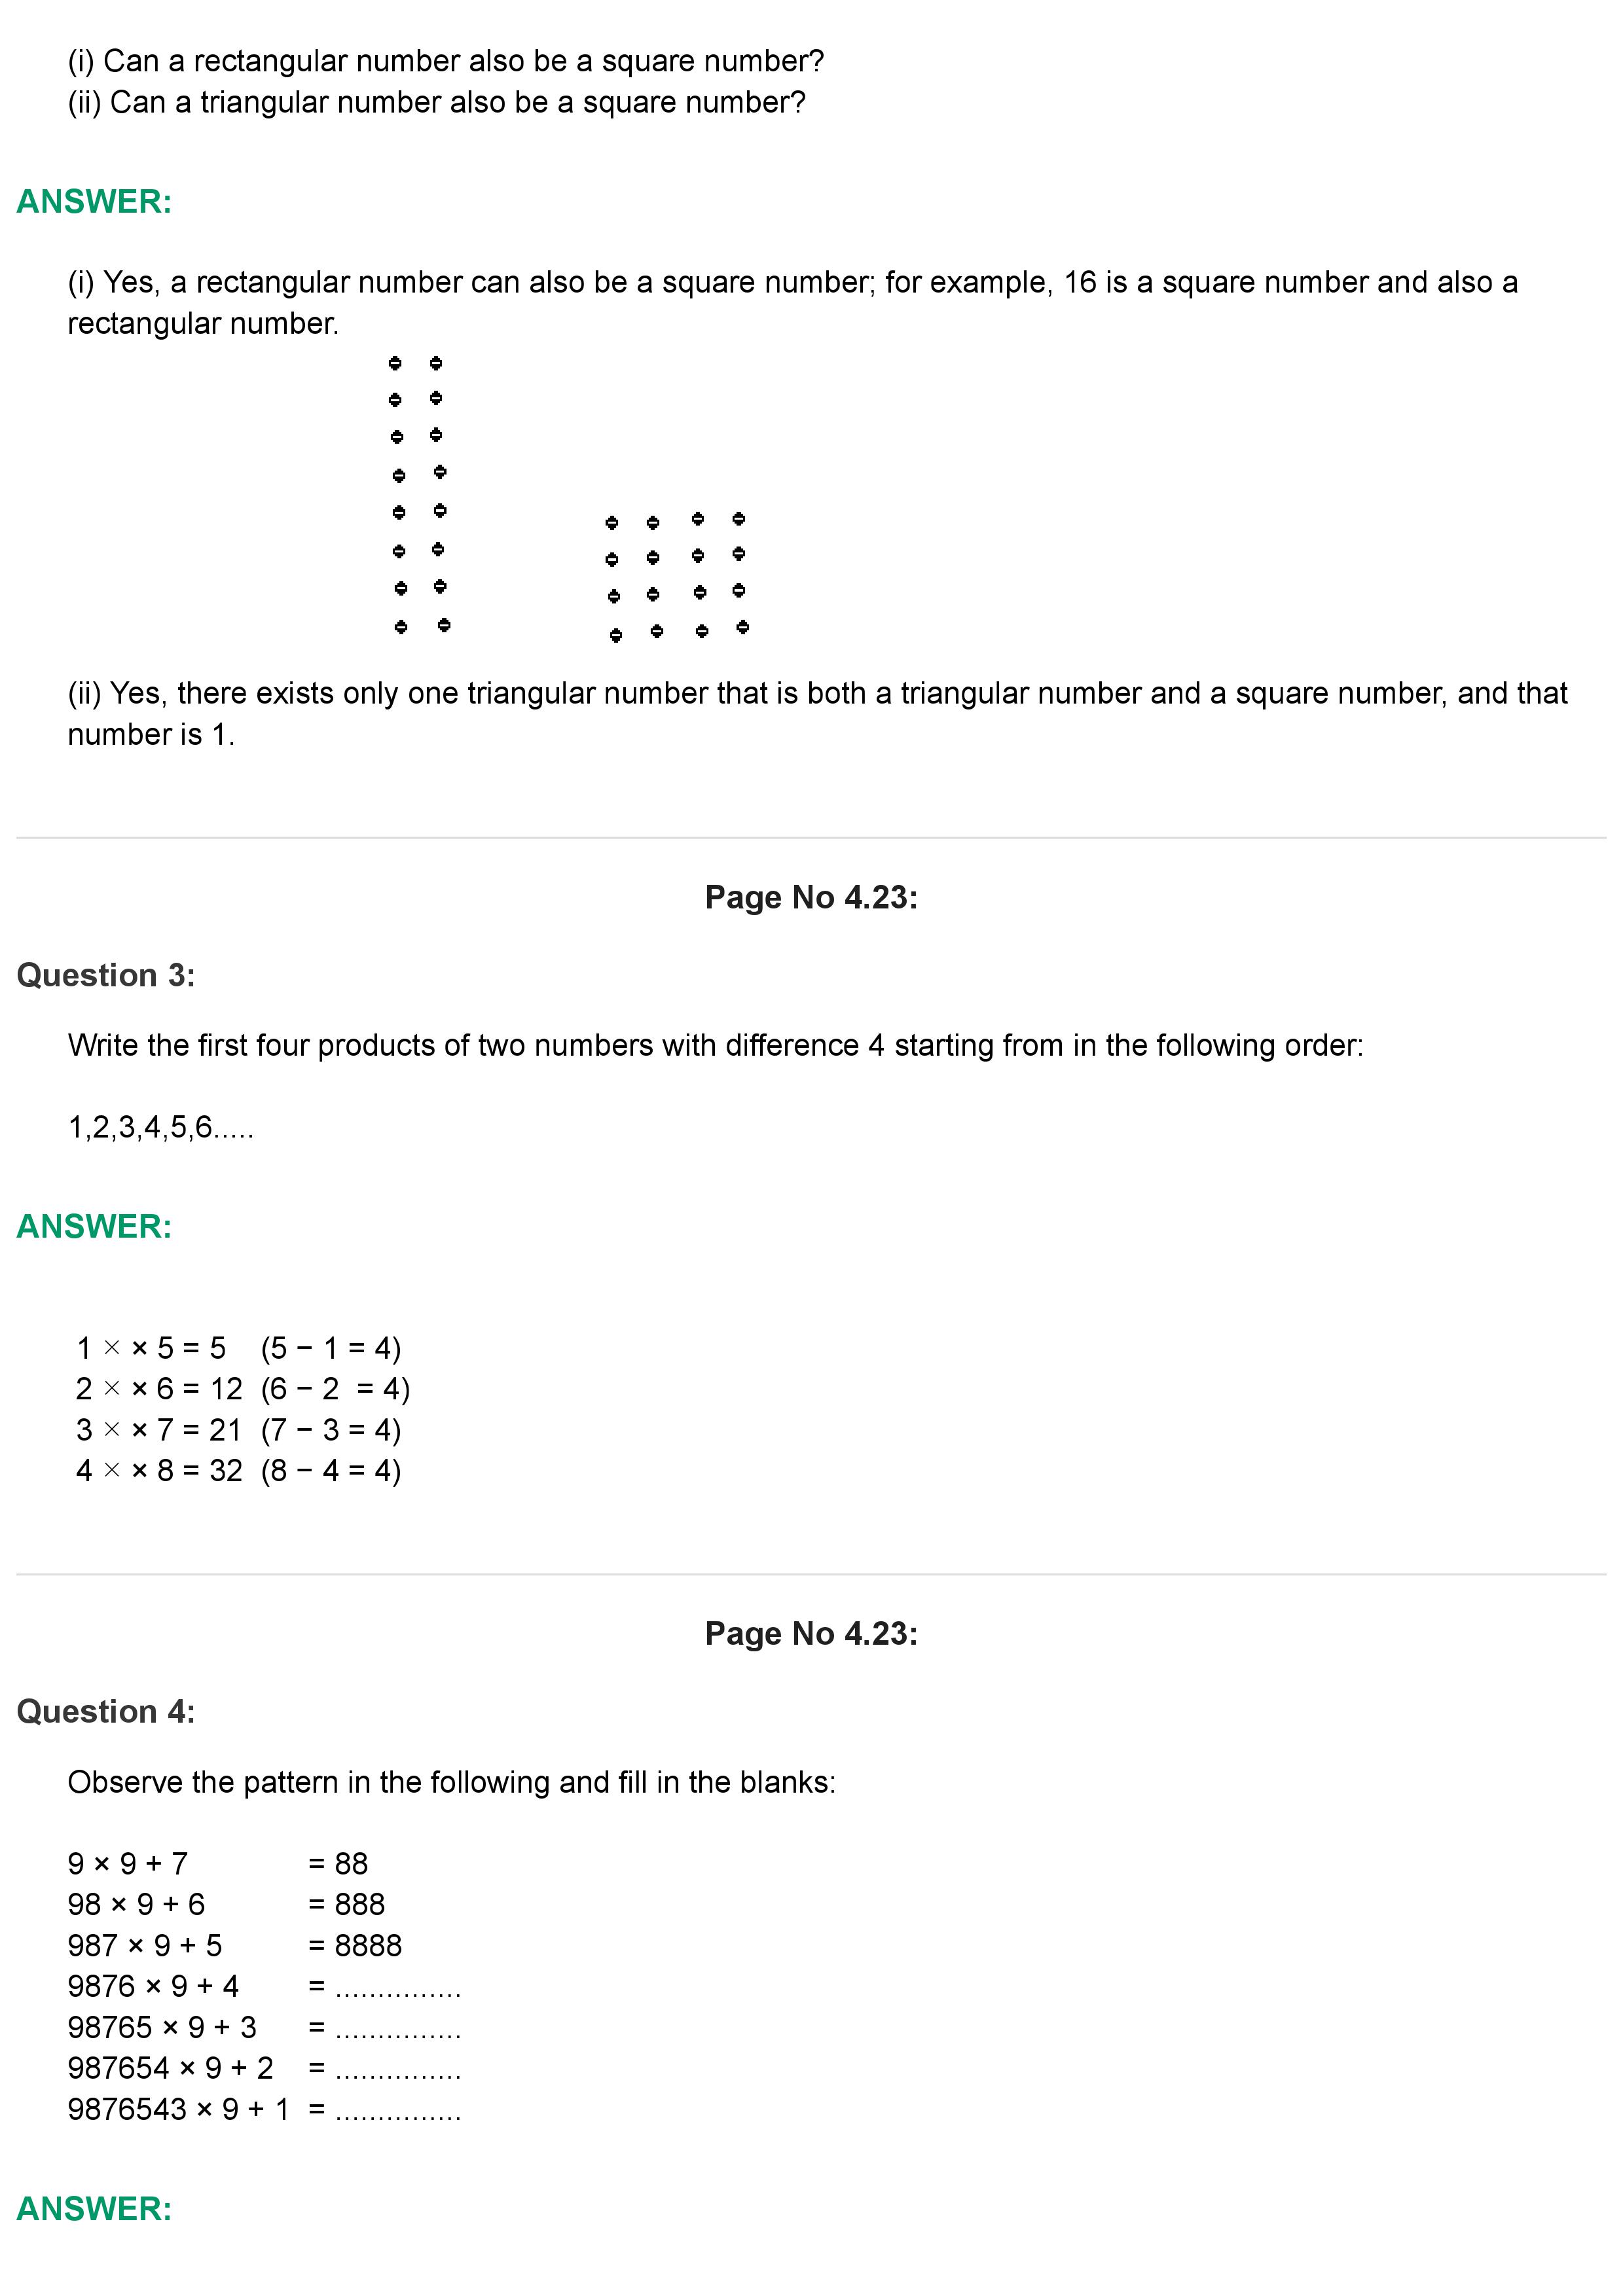 (i) Can a rectangular number also be a square number?
(ii) Can a triangular number also be a square number?
ANSWER:
(i) Yes, a rectangular number can also be a square number; for example, 16 is a square number and also a
rectangular number.
(ii) Yes, there exists only one triangular number that is both a triangular number and a square number, and that
number is 1.
Page No 4.23:
Question 3:
Write the first four products of two numbers with difference 4 starting from in the following order:
1,2,3,4,5,6.....
ANSWER:
1 × × 5 = 5 (5 − 1 = 4)
2 × × 6 = 12 (6 − 2 = 4)
3 × × 7 = 21 (7 − 3 = 4)
4 × × 8 = 32 (8 − 4 = 4)
Page No 4.23:
Question 4:
Observe the pattern in the following and fill in the blanks:
9 × 9 + 7 = 88
98 × 9 + 6 = 888
987 × 9 + 5 = 8888
9876 × 9 + 4 = ...............
98765 × 9 + 3 = ...............
987654 × 9 + 2 = ...............
9876543 × 9 + 1 = ...............
ANSWER: